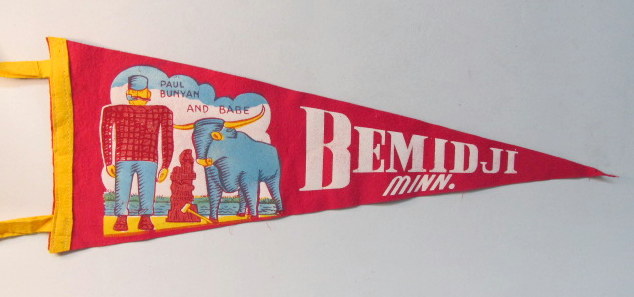 PAUL
BUNYAN
AND BABE
BEMIDJI
MINN.